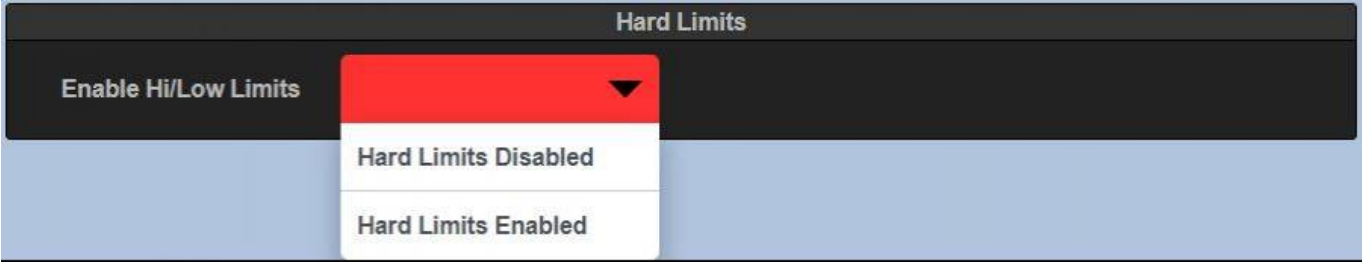 Hard Limits
Enable Hi/Low Limits
Hard Limits Disabled
Hard Limits Enabled